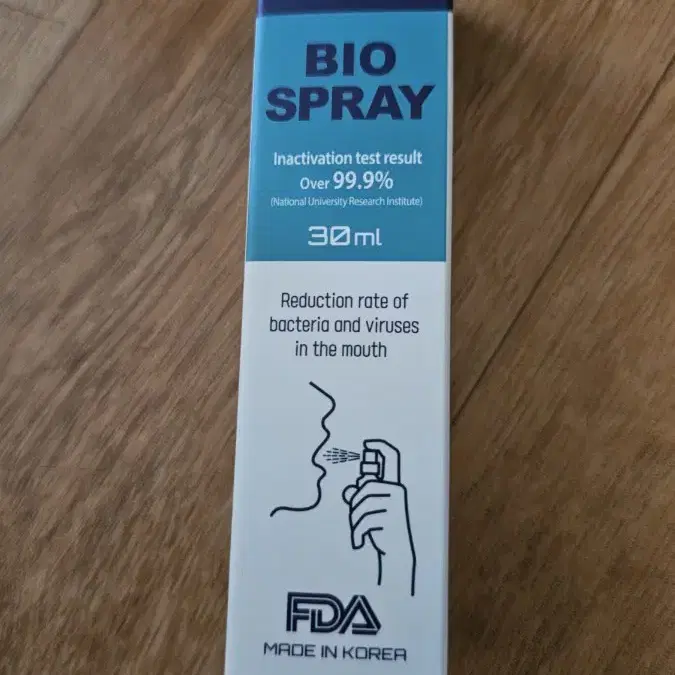 BIO
SPRAY
Inactivation test result
Over 99.9%
(National University Research Institute)
30ml
Reduction rate of
bacteria and viruses
in the mouth
FDA
MADE IN KOREA